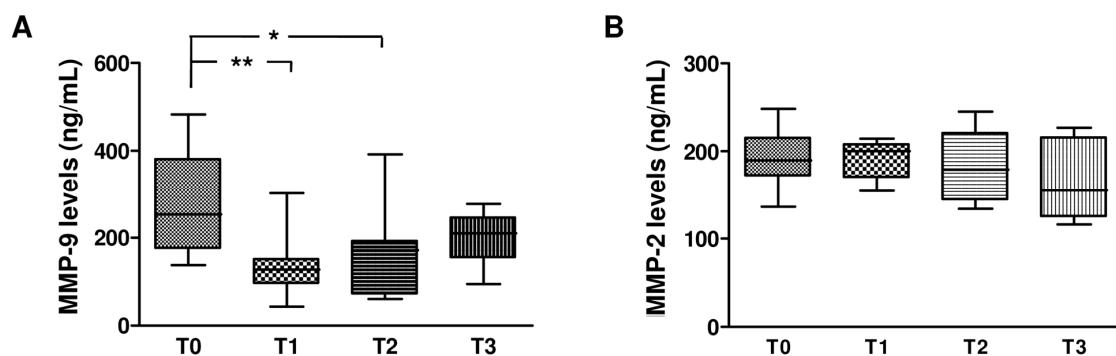 A
MMP-9 levels (ng/mL)
600
400
200
0
*
**
T0 T1 T2 T3
B
MMP-2 levels (ng/mL)
300
200
100
0
T0 T1 T2 T3